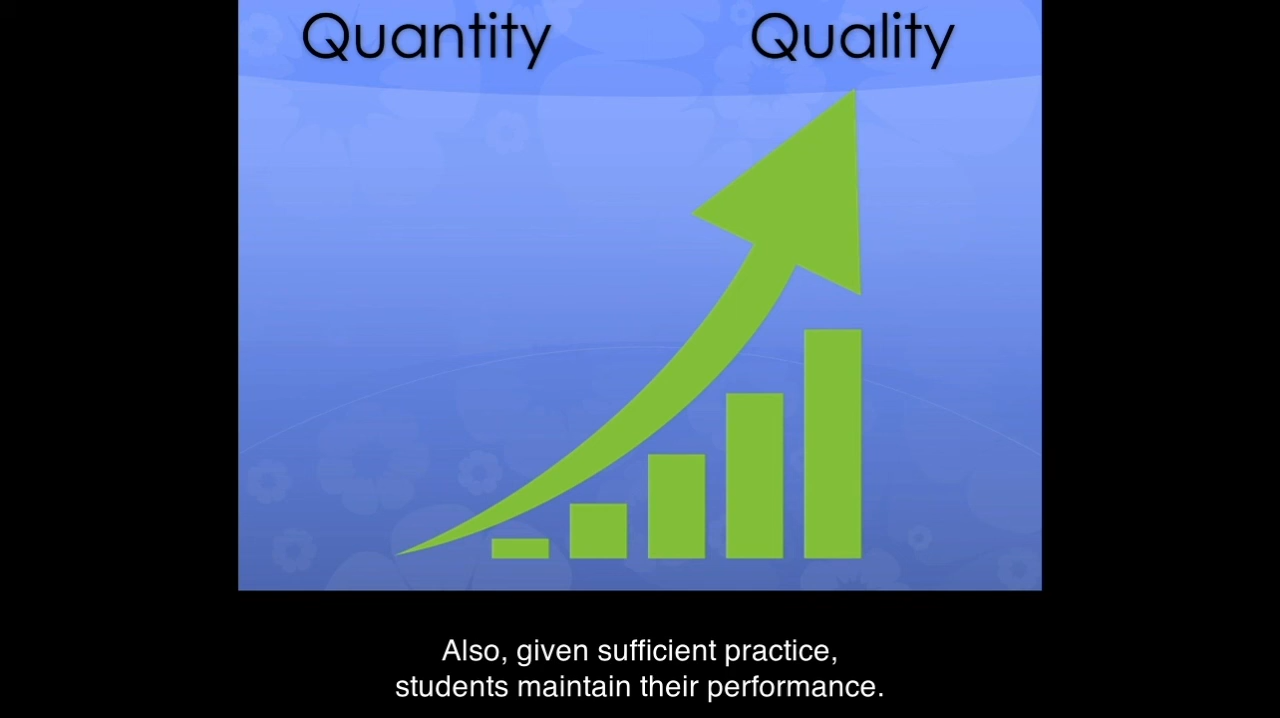 Quantity Quality
Also, given sufficient practice,
students maintain their performance.